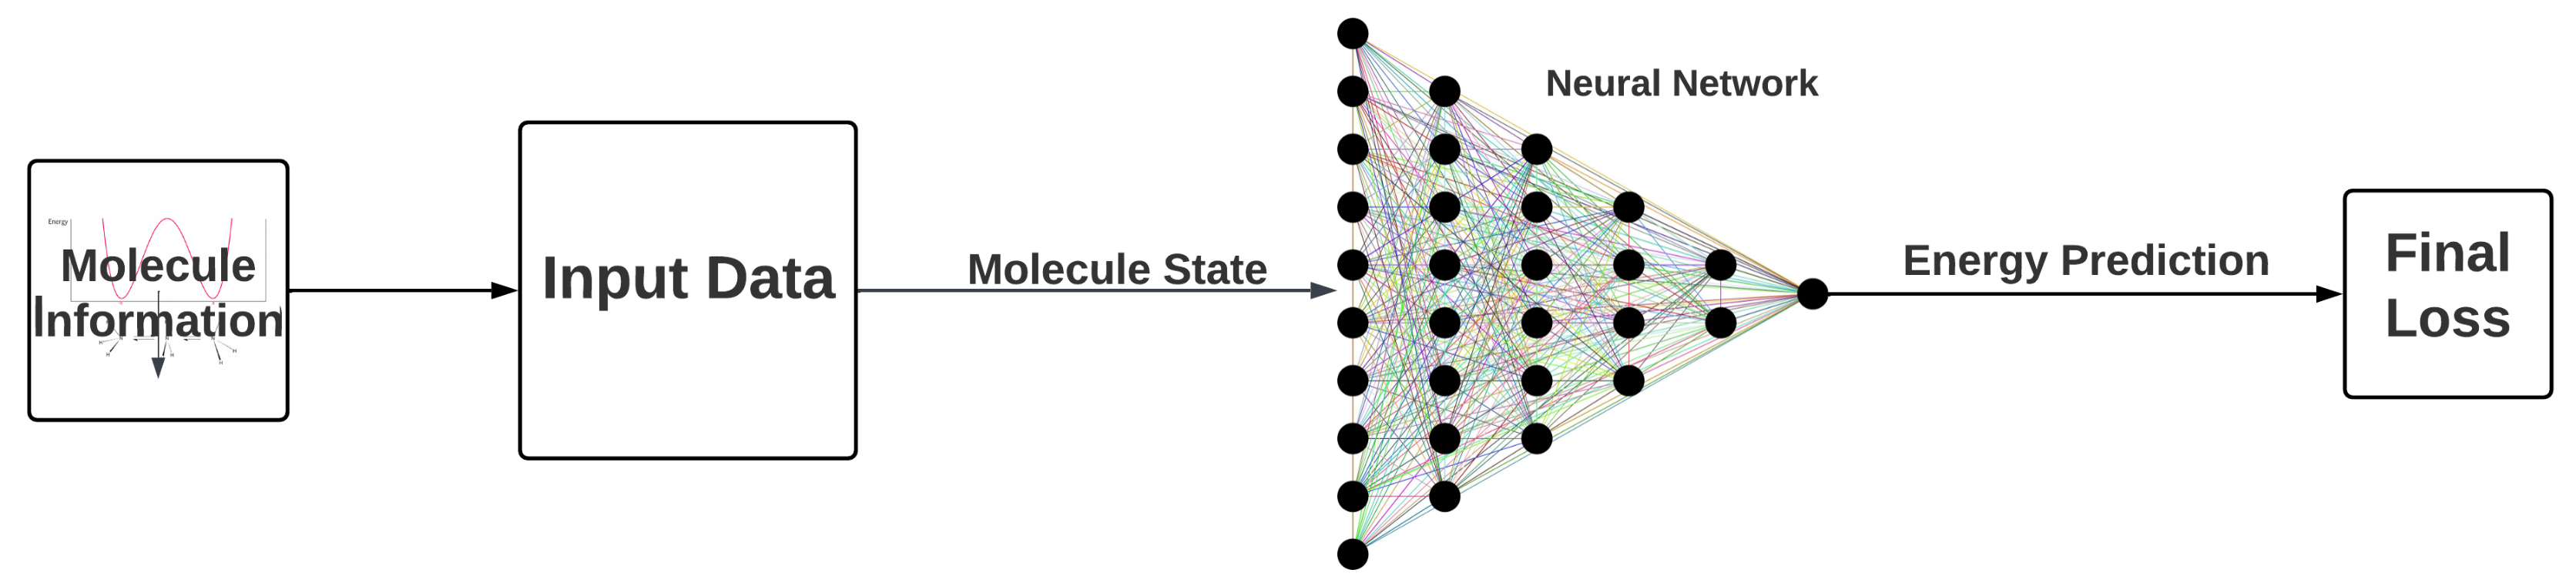 Neural Network
Energy
Molecule
Information
Input Data
Molecule State
Energy Prediction
Final
Loss
H
H
H
H
H